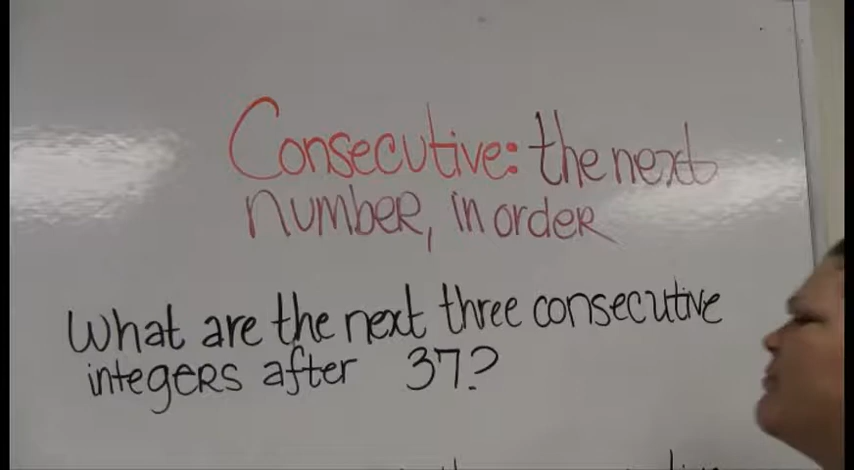 Consecutive: the next
number, in order
What are the next three consecutive
integers after 37?